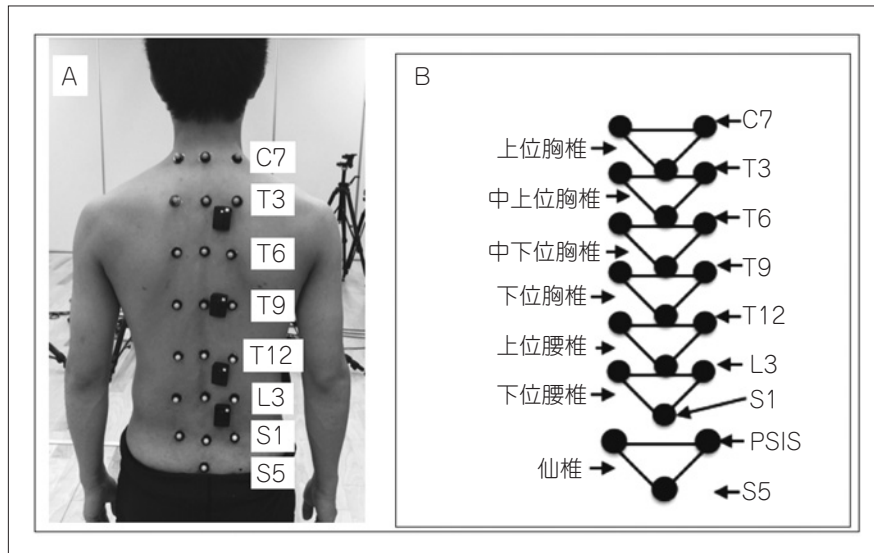 A
C7
T3
T6
T9
T12
L3
S1
S5
B
C7
上位胸椎
T3
中上位胸椎
T6
中下位胸椎
T9
下位胸椎
T12
上位腰椎
L3
下位腰椎
S1
PSIS
仙椎
S5